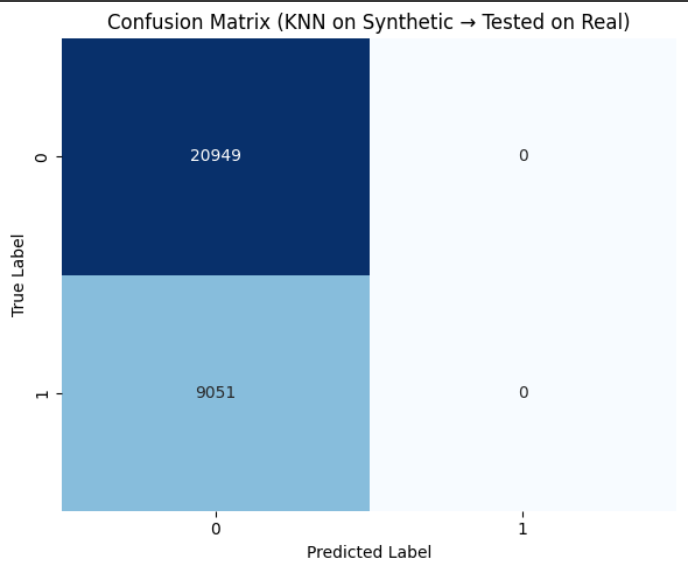 Confusion Matrix (KNN on Synthetic → Tested on Real)
True Label
0
20949
0
1
9051
0
0
1
Predicted Label